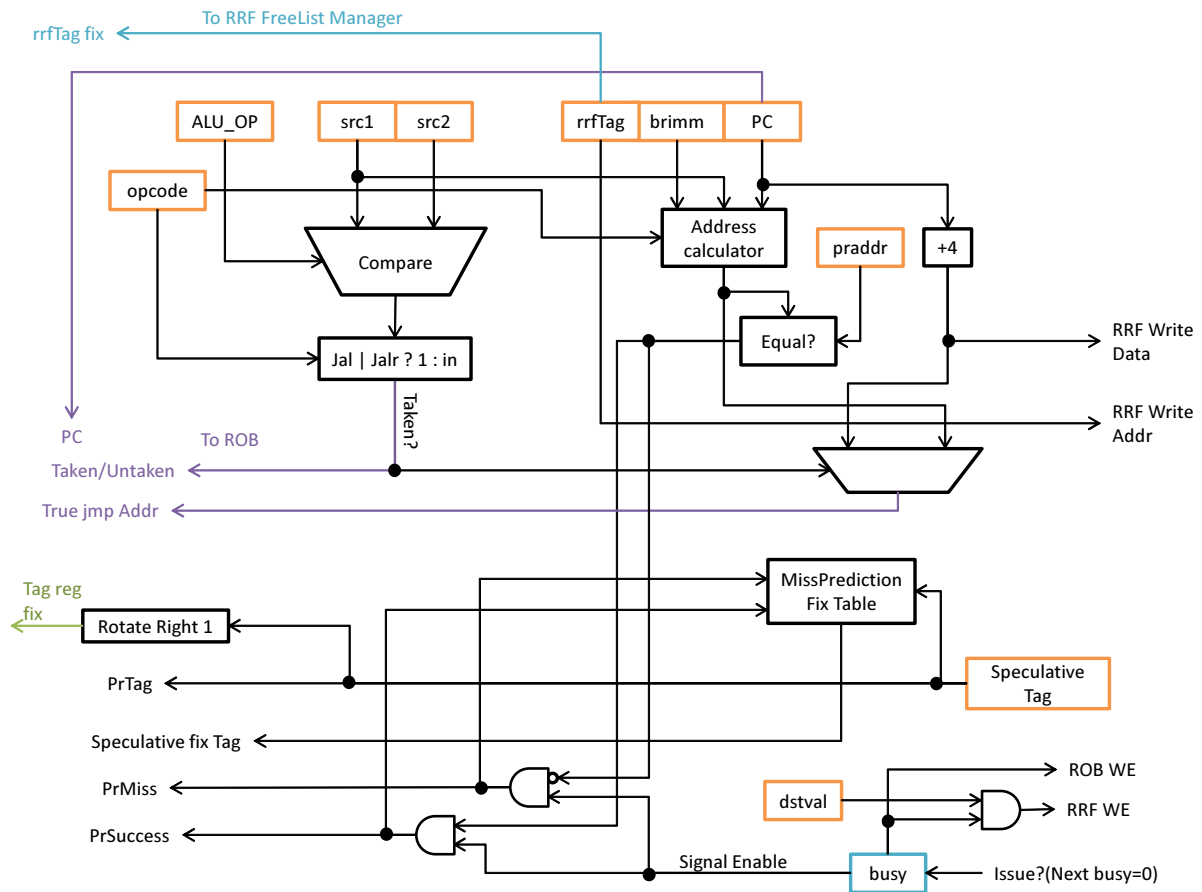 To RRF FreeList Manager
rrfTag fix
ALU_OP
src1
src2
rrfTag
brimm
PC
opcode
Address
calculator
praddr
+4
Compare
Equal?
RRF Write
Data
Jal | Jalr ? 1 : in
Taken?
RRF Write
Addr
PC
To ROB
Taken/Untaken
True jmp Addr
MissPrediction
Fix Table
Tag reg
fix
Rotate Right 1
PrTag
Speculative
Tag
Speculative fix Tag
ROB WE
PrMiss
dstval
RRF WE
PrSuccess
Signal Enable
busy
Issue?(Next busy=0)